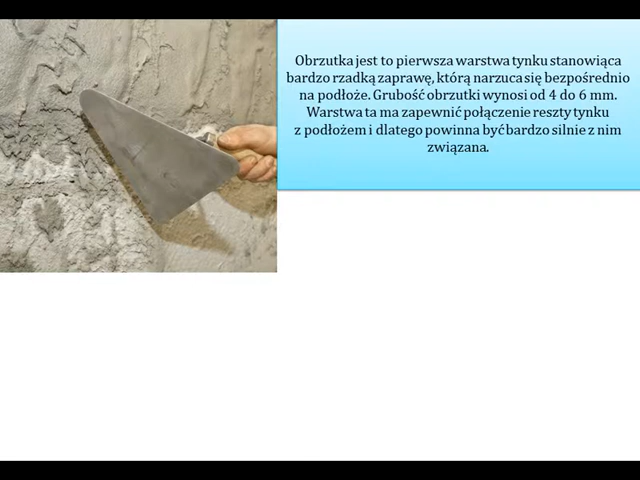 Obrzutka jest to pierwsza warstwa tynku stanowiąca
bardzo rzadką zaprawę, którą narzuca się bezpośrednio
na podłoże. Grubość obrzutki wynosi od 4 do 6 mm.
Warstwa ta ma zapewnić połączenie reszty tynku
z podłożem i dlatego powinna być bardzo silnie z nim
związana.